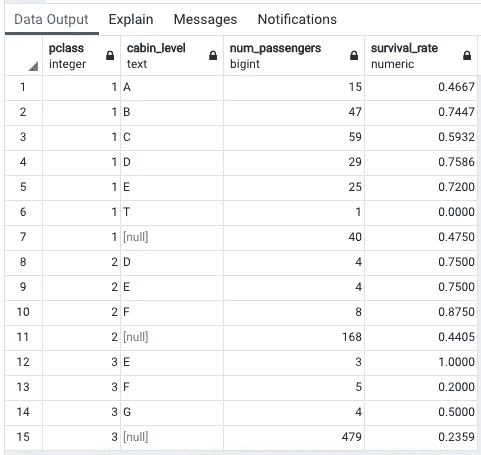 Data Output Explain Messages Notifications
pclass cabin_level num_passengers survival_rate
integer text bigint numeric
1 1 A 15 0.4667
2 1 B 47 0.7447
3 1 C 59 0.5932
4 1 D 29 0.7586
5 1 E 25 0.7200
6 1 T 1 0.0000
7 1 [null] 40 0.4750
8 2 D 4 0.7500
9 2 E 4 0.7500
10 2 F 8 0.8750
11 2 [null] 168 0.4405
12 3 E 3 1.0000
13 3 F 5 0.2000
14 3 G 4 0.5000
15 3 [null] 479 0.2359